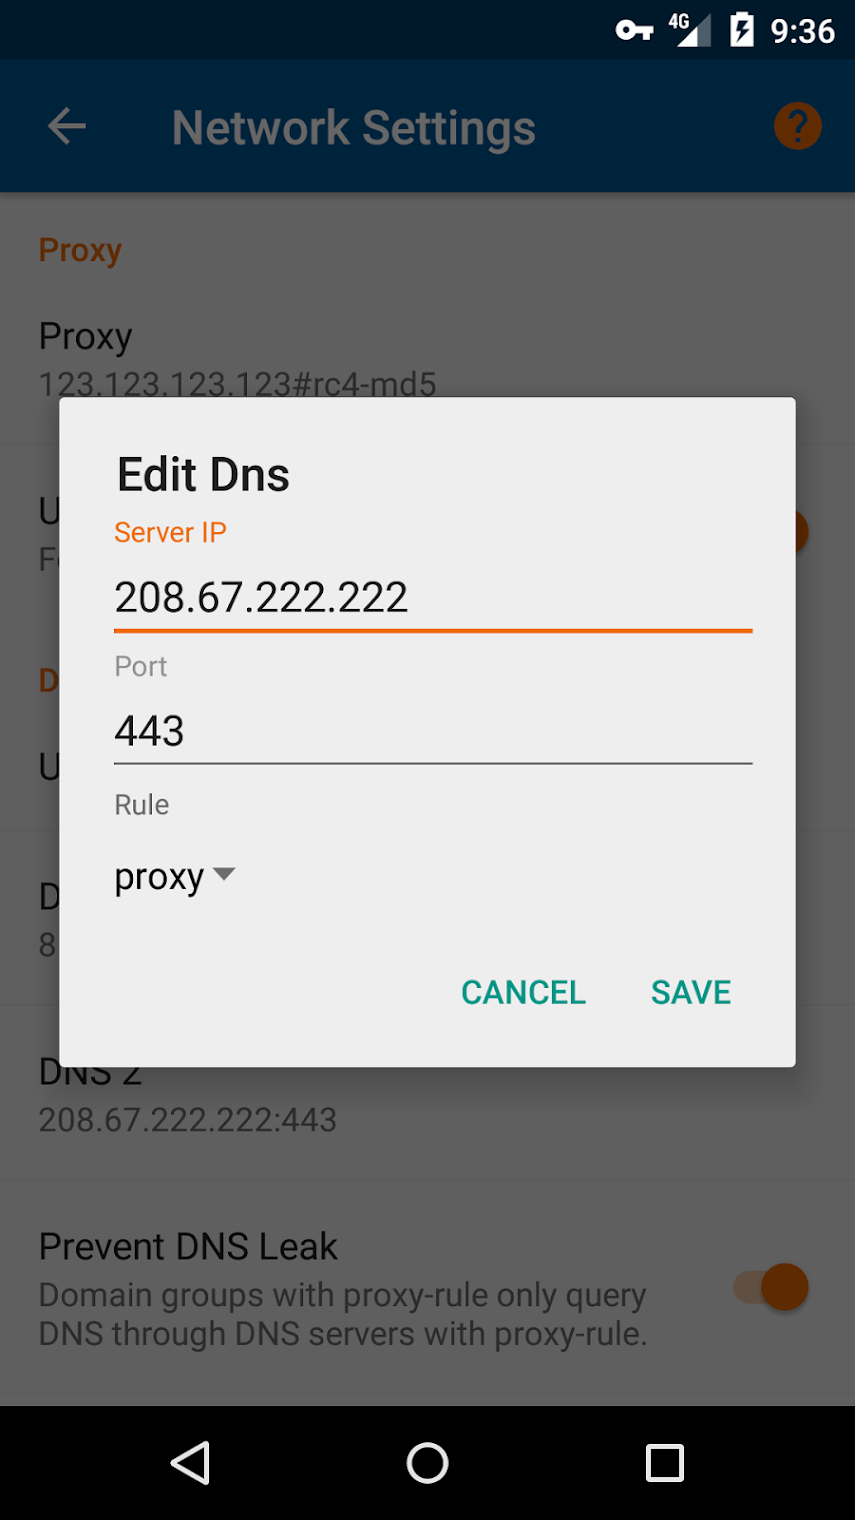 4G 9:36
Network Settings
?
Proxy
Proxy
123.123.123.123#rc4-md5
Edit Dns
Server IP
208.67.222.222
Port
443
Rule
proxy
CANCEL SAVE
DNS 2
208.67.222.222:443
Prevent DNS Leak
Domain groups with proxy-rule only query
DNS through DNS servers with proxy-rule.